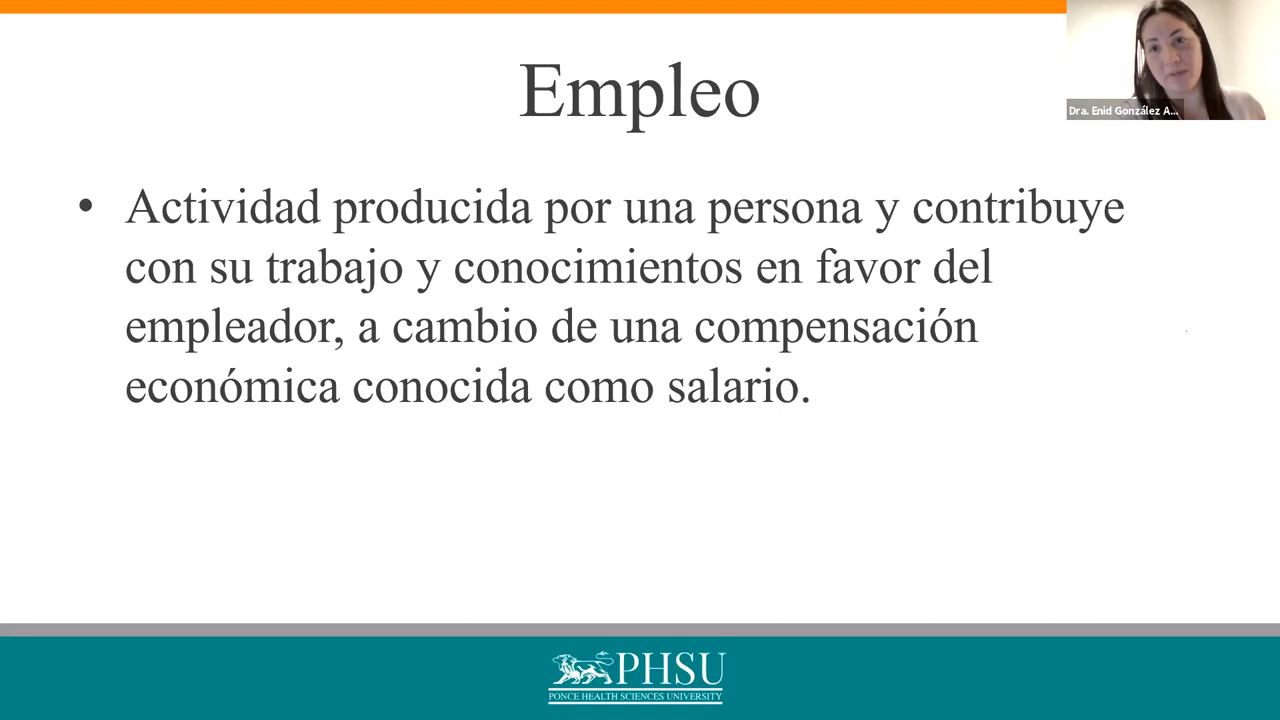 Empleo
Dra. Enid González A...
• Actividad producida por una persona y contribuye
con su trabajo y conocimientos en favor del
empleador, a cambio de una compensación
económica conocida como salario.
PHSU
PONCE HEALTH SCIENCES UNIVERSITY